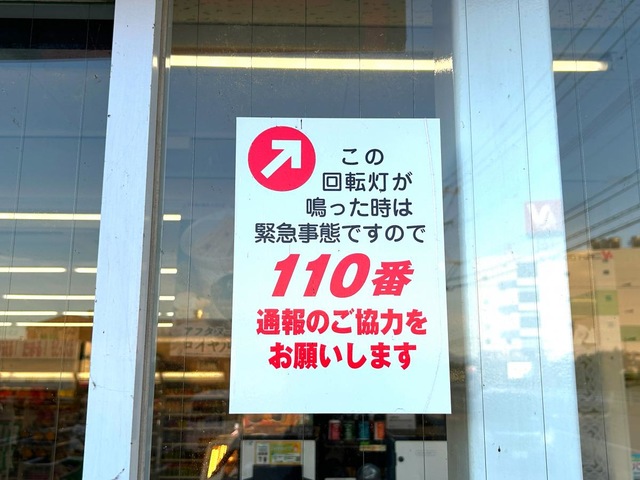 この
回転灯が
鳴った時は
緊急事態ですので
110番
通報のご協力を
お願いします